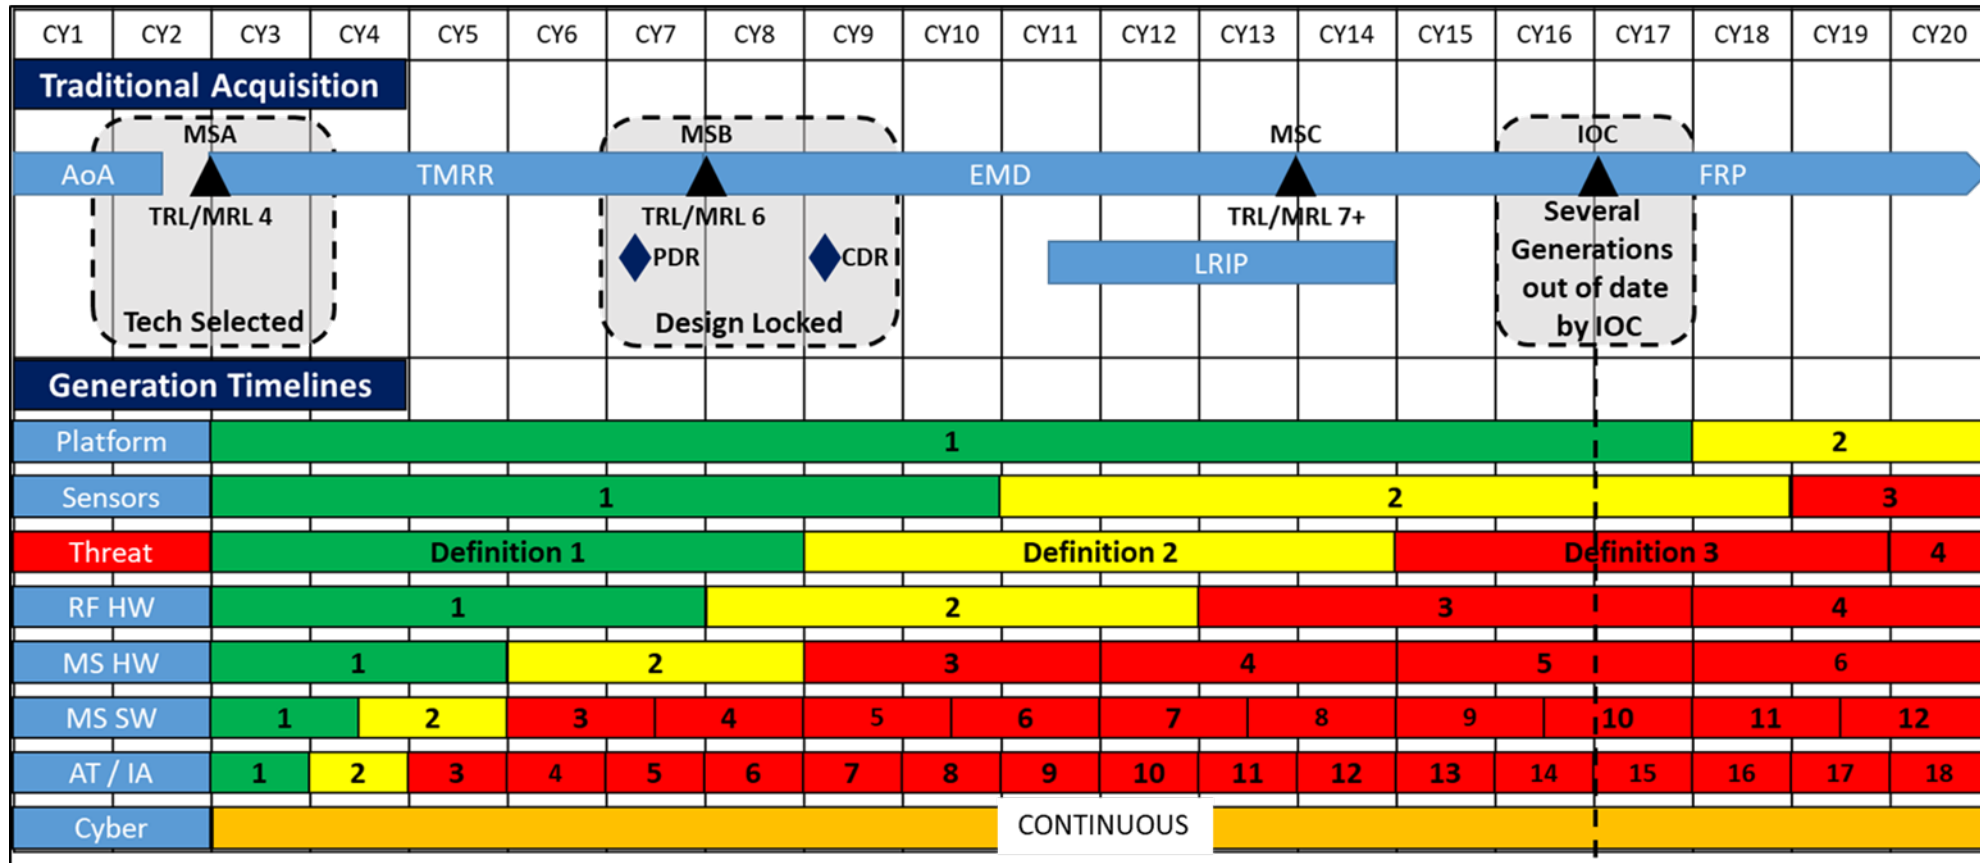 CY1 CY2 CY3 CY4 CY5 CY6 CY7 CY8 CY9 CY10 CY11 CY12 CY13 CY14 CY15 CY16 CY17 CY18 CY19 CY20
Traditional Acquisition
MSA MSB MSC IOC
AoA TMRR EMD FRP
TRL/MRL 4 TRL/MRL 6 TRL/MRL 7+
Several
Generations
out of date
by IOC
PDR CDR LRIP
Tech Selected Design Locked
Generation Timelines
Platform 1 2
Sensors 1 2 3
Threat Definition 1 Definition 2 Definition 3 4
RF HW 1 2 3 4
MS HW 1 2 3 4 5 6
MS SW 1 2 3 4 5 6 7 8 9 10 11 12
AT / IA 1 2 3 4 5 6 7 8 9 10 11 12 13 14 15 16 17 18
Cyber CONTINUOUS